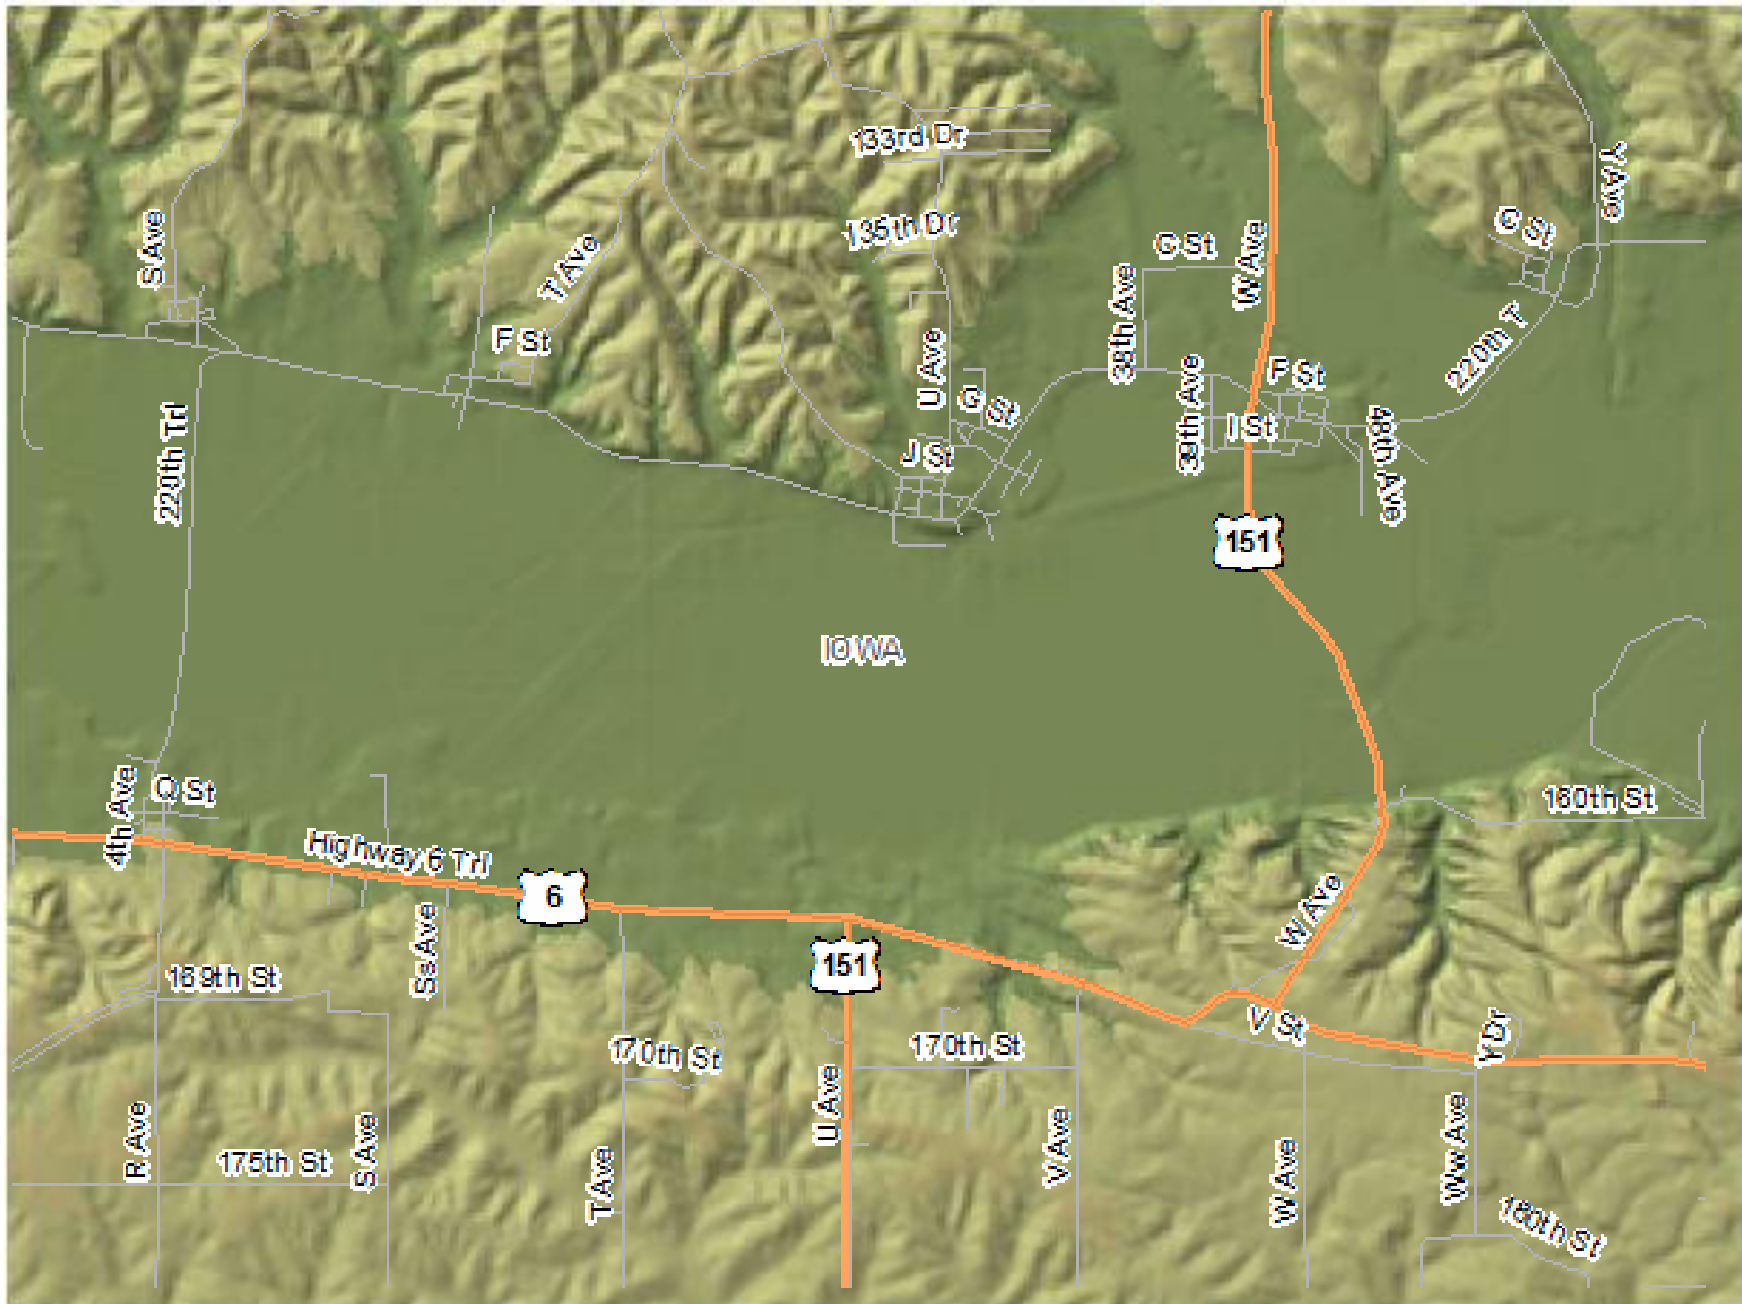 133rd Dr
Y Ave
S Ave
135th Dr
G St
G St
T Ave
W Ave
38th Ave
F St
U Ave
220th T
F St
G St
39th Ave
I St
48th Ave
J St
220th Trl
151
IOWA
4th Ave
Q St
160th St
Highway 6 Trl
6
W Ave
Ss Ave
151
169th St
V St
170th St
170th St
Y Dr
R Ave
S Ave
175th St
T Ave
U Ave
V Ave
W Ave
Ww Ave
180th St